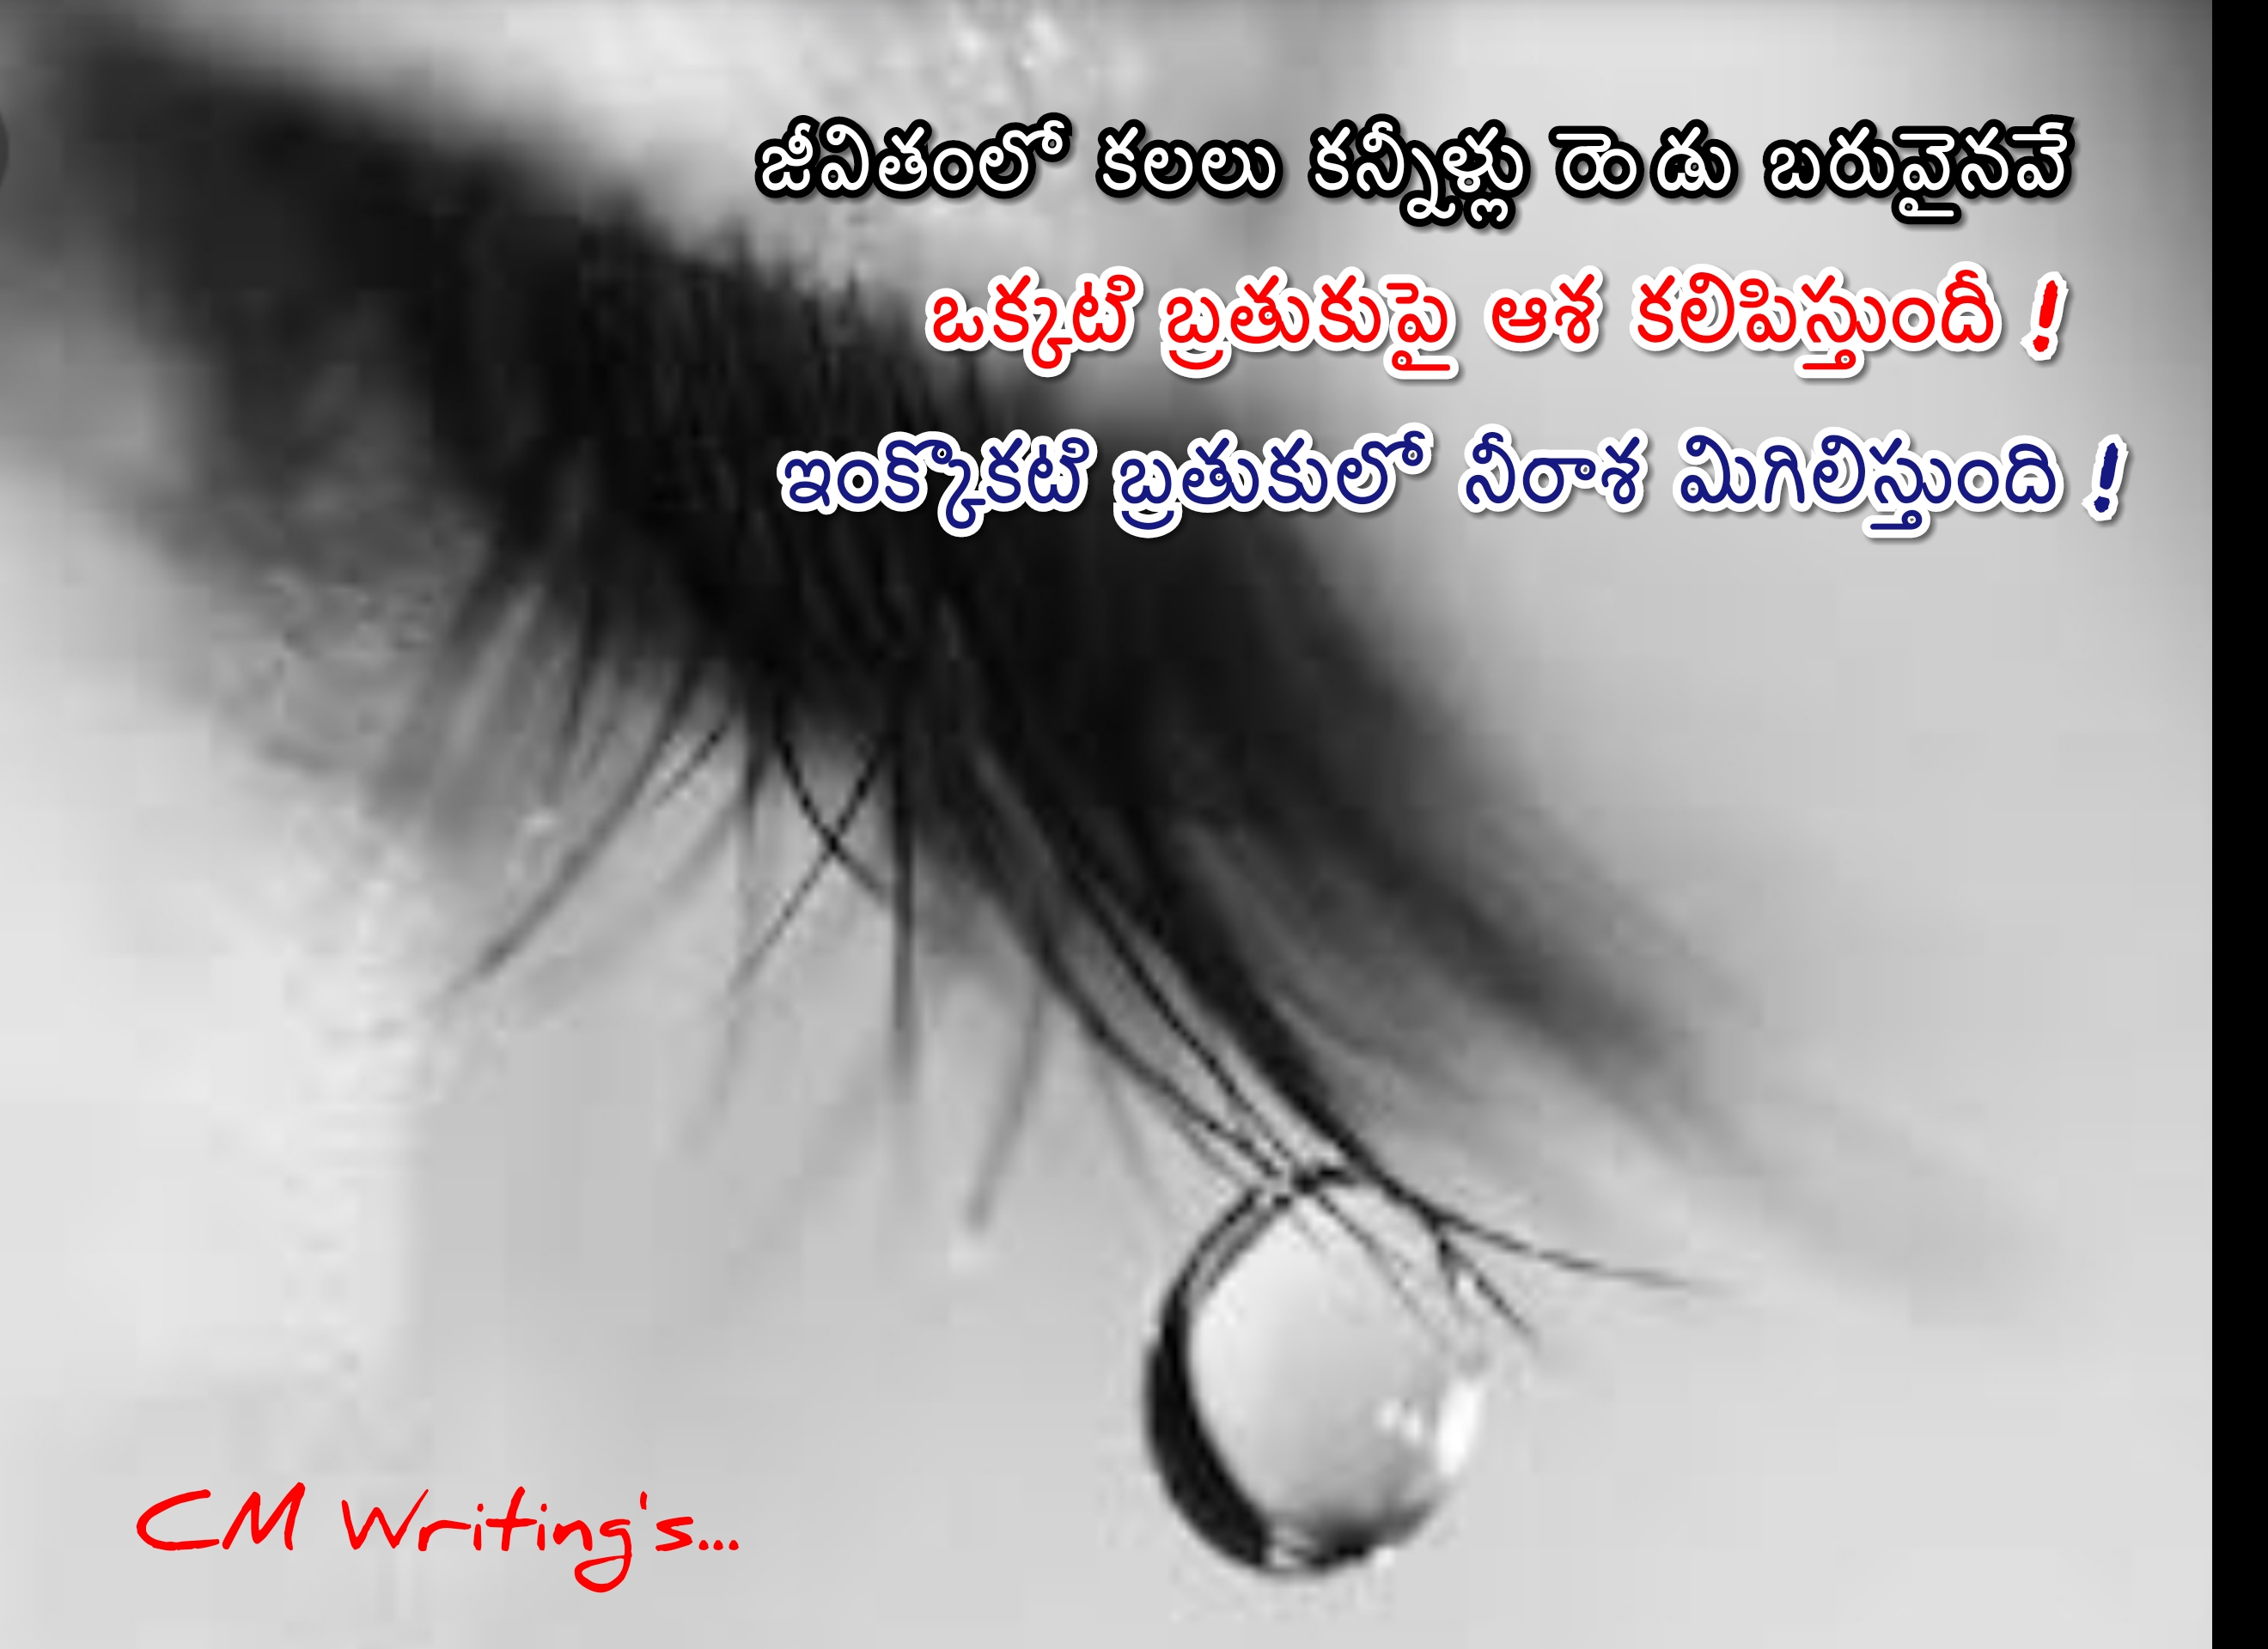 జీవితంలో కలలు కన్నీళ్లు రెండు బరువైనవే
ఒక్కటి బ్రతుకుపై ఆశ కలిపిస్తుందీ !
ఇంక్కొకటి బ్రతుకులో నీరాశ మిగిలిస్తుంది !
CM Writing's...